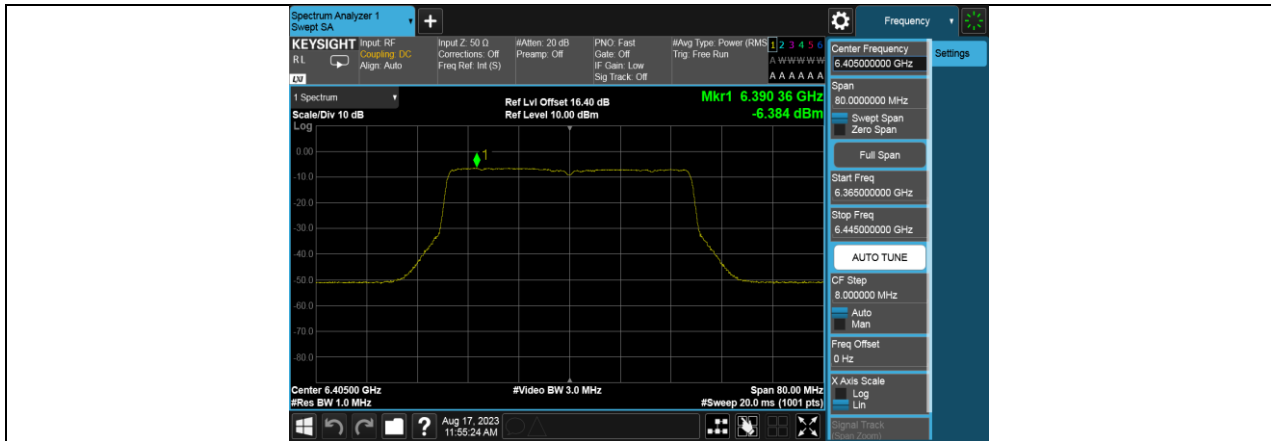 Spectrum Analyzer 1
Swept SA
Frequency
KEYSIGHT
RL
LXI
Input: RF
Coupling: DC
Align: Auto
Input Z: 50 Ω
Corrections: Off
Freq Ref: Int (S)
#Atten: 20 dB
Preamp: Off
PNO: Fast
Gate: Off
IF Gain: Low
Sig Track: Off
#Avg Type: Power (RMS
Trig: Free Run
1 2 3 4 5 6
A W W W W W
A A A A A A
Center Frequency
6.405000000 GHz
Settings
1 Spectrum
Scale/Div 10 dB
Ref Lvl Offset 16.40 dB
Ref Level 10.00 dBm
Mkr1 6.390 36 GHz
-6.384 dBm
Log
1
0.00
-10.0
-20.0
-30.0
-40.0
-50.0
-60.0
-70.0
-80.0
Span
80.0000000 MHz
Swept Span
Zero Span
Full Span
Start Freq
6.365000000 GHz
Stop Freq
6.445000000 GHz
AUTO TUNE
CF Step
8.000000 MHz
Auto
Man
Freq Offset
0 Hz
X Axis Scale
Log
Lin
Signal Track
(Span Zoom)
Center 6.40500 GHz
#Res BW 1.0 MHz
#Video BW 3.0 MHz
Span 80.00 MHz
#Sweep 20.0 ms (1001 pts)
?
Aug 17, 2023
11:55:24 AM